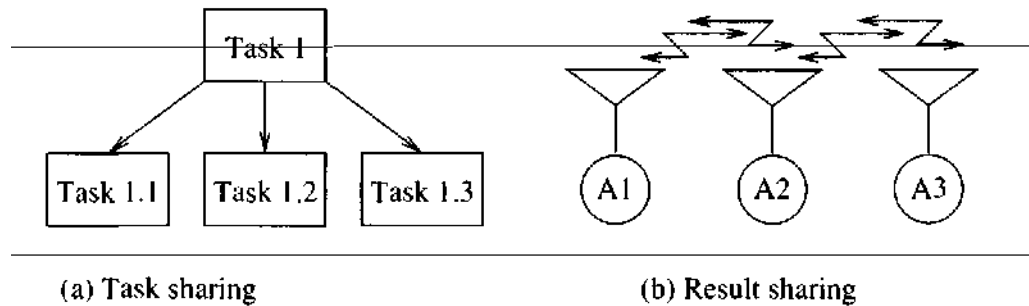 Task 1
Task 1.1
Task 1.2
Task 1.3
A1
A2
A3
(a) Task sharing
(b) Result sharing